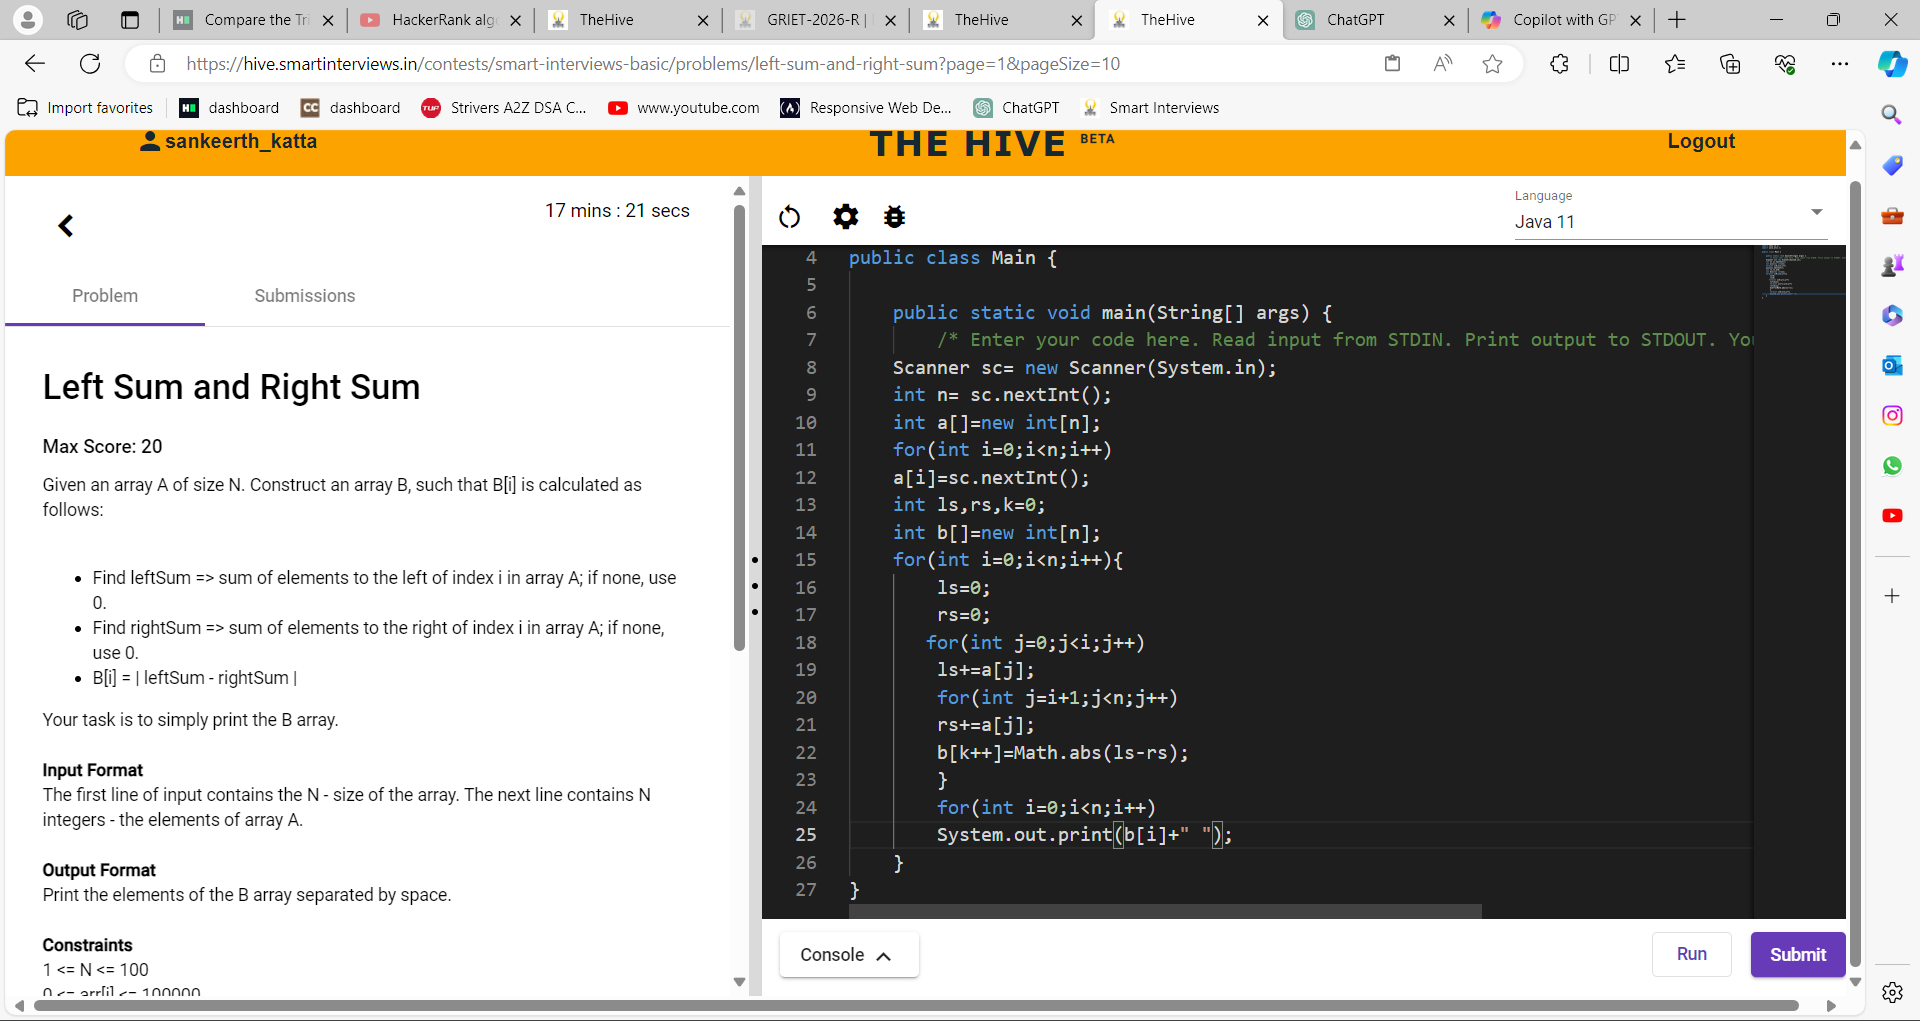 Compare the Tri
HackerRank alg
TheHive
GRIET-2026-R |
TheHive
TheHive
ChatGPT
Copilot with GP
https://hive.smartinterviews.in/contests/smart-interviews-basic/problems/left-sum-and-right-sum?page=1&pageSize=10
Import favorites
dashboard
dashboard
Strivers A2Z DSA C...
www.youtube.com
Responsive Web De...
ChatGPT
Smart Interviews
sankeerth_katta
THE HIVE BETA
Logout
17 mins : 21 secs
Problem
Submissions
Left Sum and Right Sum
Max Score: 20
Given an array A of size N. Construct an array B, such that B[i] is calculated as
follows:
• Find leftSum => sum of elements to the left of index i in array A; if none, use
0.
• Find rightSum => sum of elements to the right of index i in array A; if none,
use 0.
• B[i] = | leftSum - rightSum |
Your task is to simply print the B array.
Input Format
The first line of input contains the N - size of the array. The next line contains N
integers - the elements of array A.
Output Format
Print the elements of the B array separated by space.
Constraints
1 <= N <= 100
0 <= arr[i] <= 100000
Language
Java 11
4 public class Main {
5
6 public static void main(String[] args) {
7 /* Enter your code here. Read input from STDIN. Print output to STDOUT. You
8 Scanner sc= new Scanner(System.in);
9 int n= sc.nextInt();
10 int a[]=new int[n];
11 for(int i=0;i<n;i++)
12 a[i]=sc.nextInt();
13 int ls,rs,k=0;
14 int b[]=new int[n];
15 for(int i=0;i<n;i++){
16 ls=0;
17 rs=0;
18 for(int j=0;j<i;j++)
19 ls+=a[j];
20 for(int j=i+1;j<n;j++)
21 rs+=a[j];
22 b[k++]=Math.abs(ls-rs);
23 }
24 for(int i=0;i<n;i++)
25 System.out.print(b[i]+" ");
26 }
27 }
Console
Run
Submit